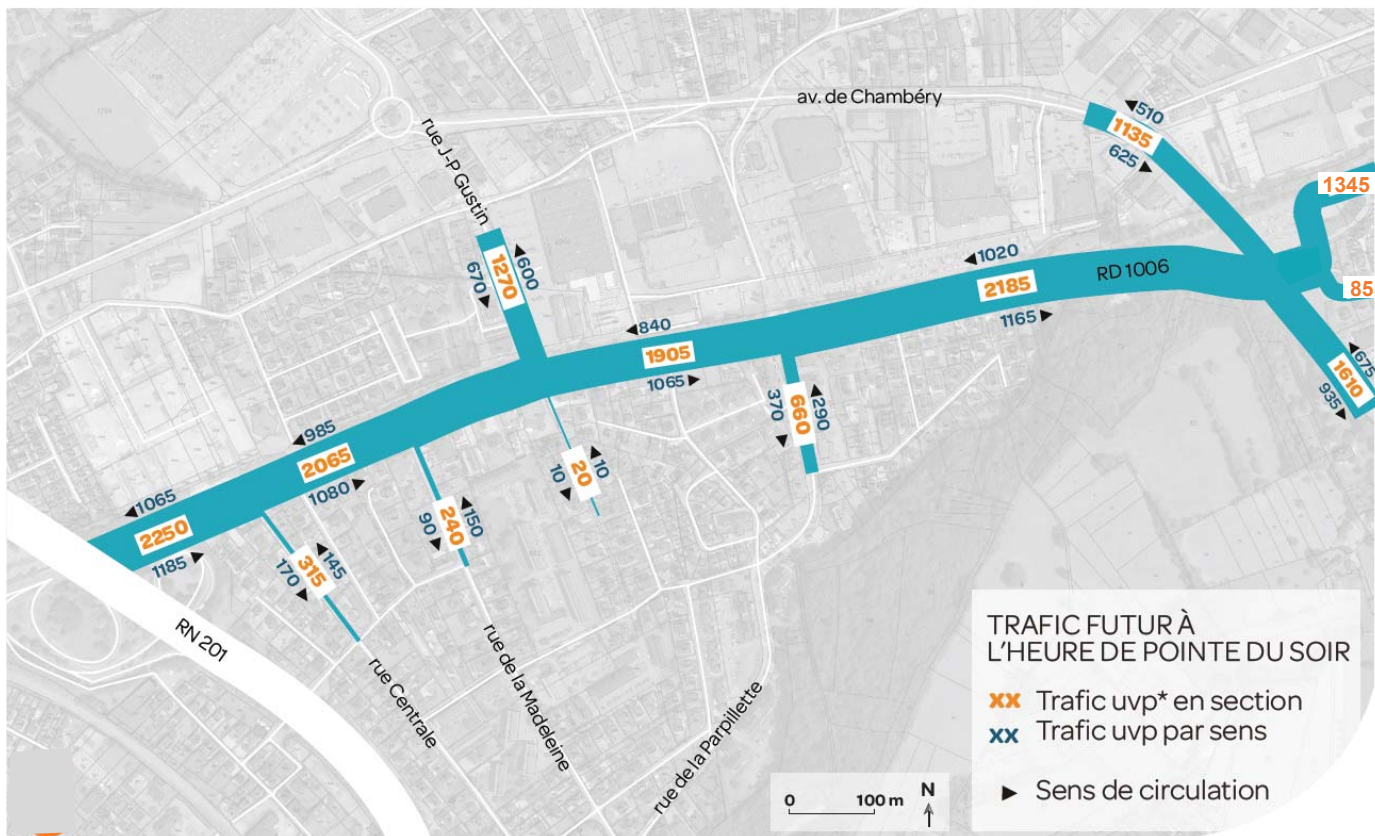 av. de Chambéry
rue J-P Gustin
510
1135
625
1345
85
600
1270
670
1020
2185
1165
RD 1006
840
1905
1065
675
1610
935
290
660
370
985
2065
1080
10
20
10
1065
2250
1185
150
240
90
145
315
170
RN 201
rue Centrale
rue de la Madeleine
rue de la Parpillette
TRAFIC FUTUR À
L'HEURE DE POINTE DU SOIR
xx Trafic uvp* en section
xx Trafic uvp par sens
Sens de circulation
0 100 m
N